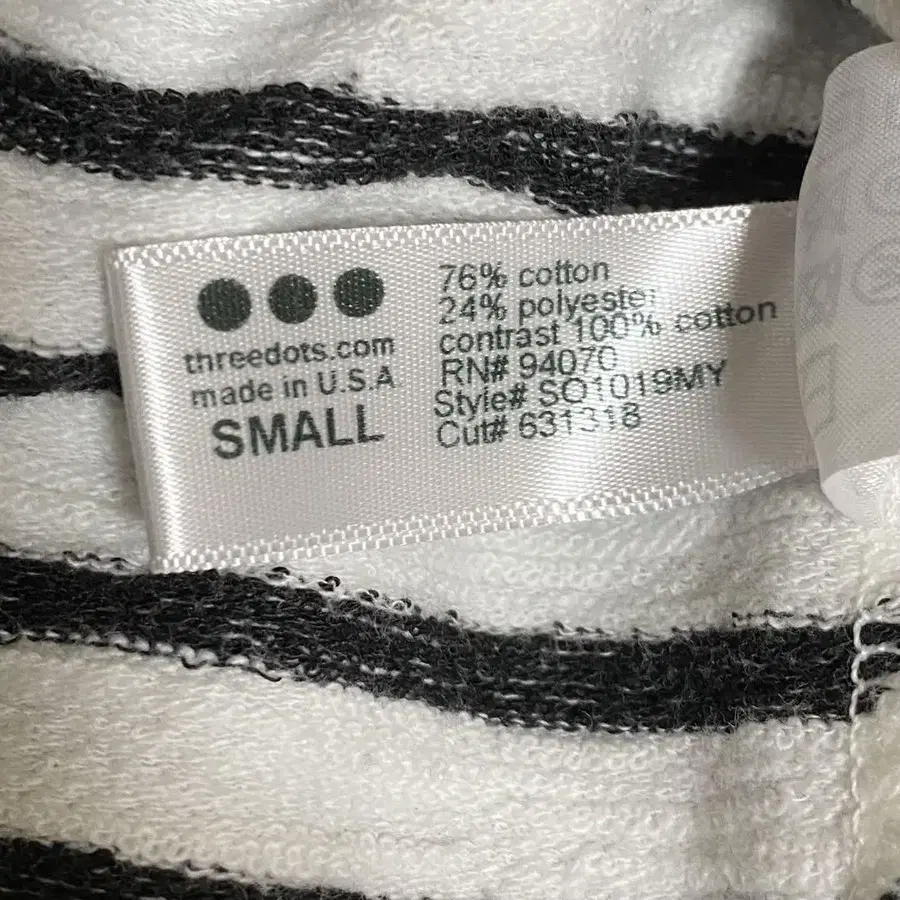 threedots.com
made in U.S.A
SMALL
76% cotton
24% polyester
contrast 100% cotton
RN# 94070
Style# SO1019MY
Cut# 631318